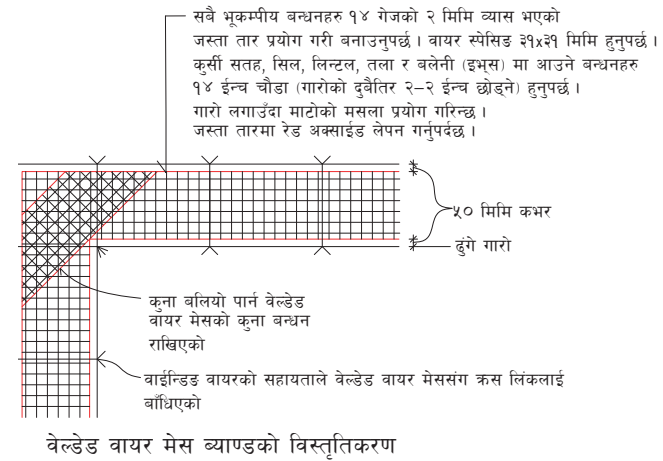 सबै भूकम्पीय बन्धनहरु १४ गेजको २ मिमि व्यास भएको
जस्ता तार प्रयोग गरी बनाउनुपर्छ । वायर स्पेसिङ ३१x३१ मिमि हुनुपर्छ ।
कुर्सी सतह, सिल, लिन्टल, तला र बलेनी (इभ्स) मा आउने बन्धनहरु
१४ ईन्च चौडा (गारोको दुबैतिर २–२ ईन्च छोड्ने) हुनुपर्छ ।
गारो लगाउँदा माटोको मसला प्रयोग गरिन्छ ।
जस्ता तारमा रेड अक्साईड लेपन गर्नुपर्दछ ।
५० मिमि कभर
ढुंगे गारो
कुना बलियो पार्न वेल्डेड
वायर मेसको कुना बन्धन
राखिएको
वाईन्डिङ वायरको सहायताले वेल्डेड वायर मेससंग क्रस लिंकलाई
बाँधिएको
वेल्डेड वायर मेस ब्याण्डको विस्तृतिकरण